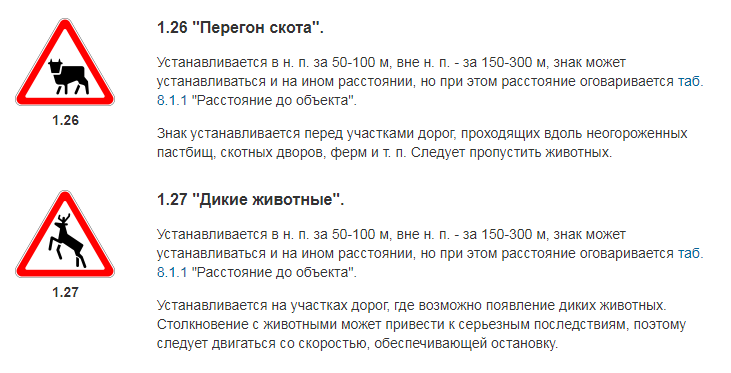 1.26 "Перегон скота".
Устанавливается в н. п. за 50-100 м, вне н. п. - за 150-300 м, знак может
устанавливаться и на ином расстоянии, но при этом расстояние оговаривается таб.
8.1.1 "Расстояние до объекта".
1.26
Знак устанавливается перед участками дорог, проходящих вдоль неогороженных
пастбищ, скотных дворов, ферм и т. п. Следует пропустить животных.
1.27 "Дикие животные".
Устанавливается в н. п. за 50-100 м, вне н. п. - за 150-300 м, знак может
устанавливаться и на ином расстоянии, но при этом расстояние оговаривается таб.
8.1.1 "Расстояние до объекта".
1.27
Устанавливается на участках дорог, где возможно появление диких животных.
Столкновение с животными может привести к серьезным последствиям, поэтому
следует двигаться со скоростью, обеспечивающей остановку.